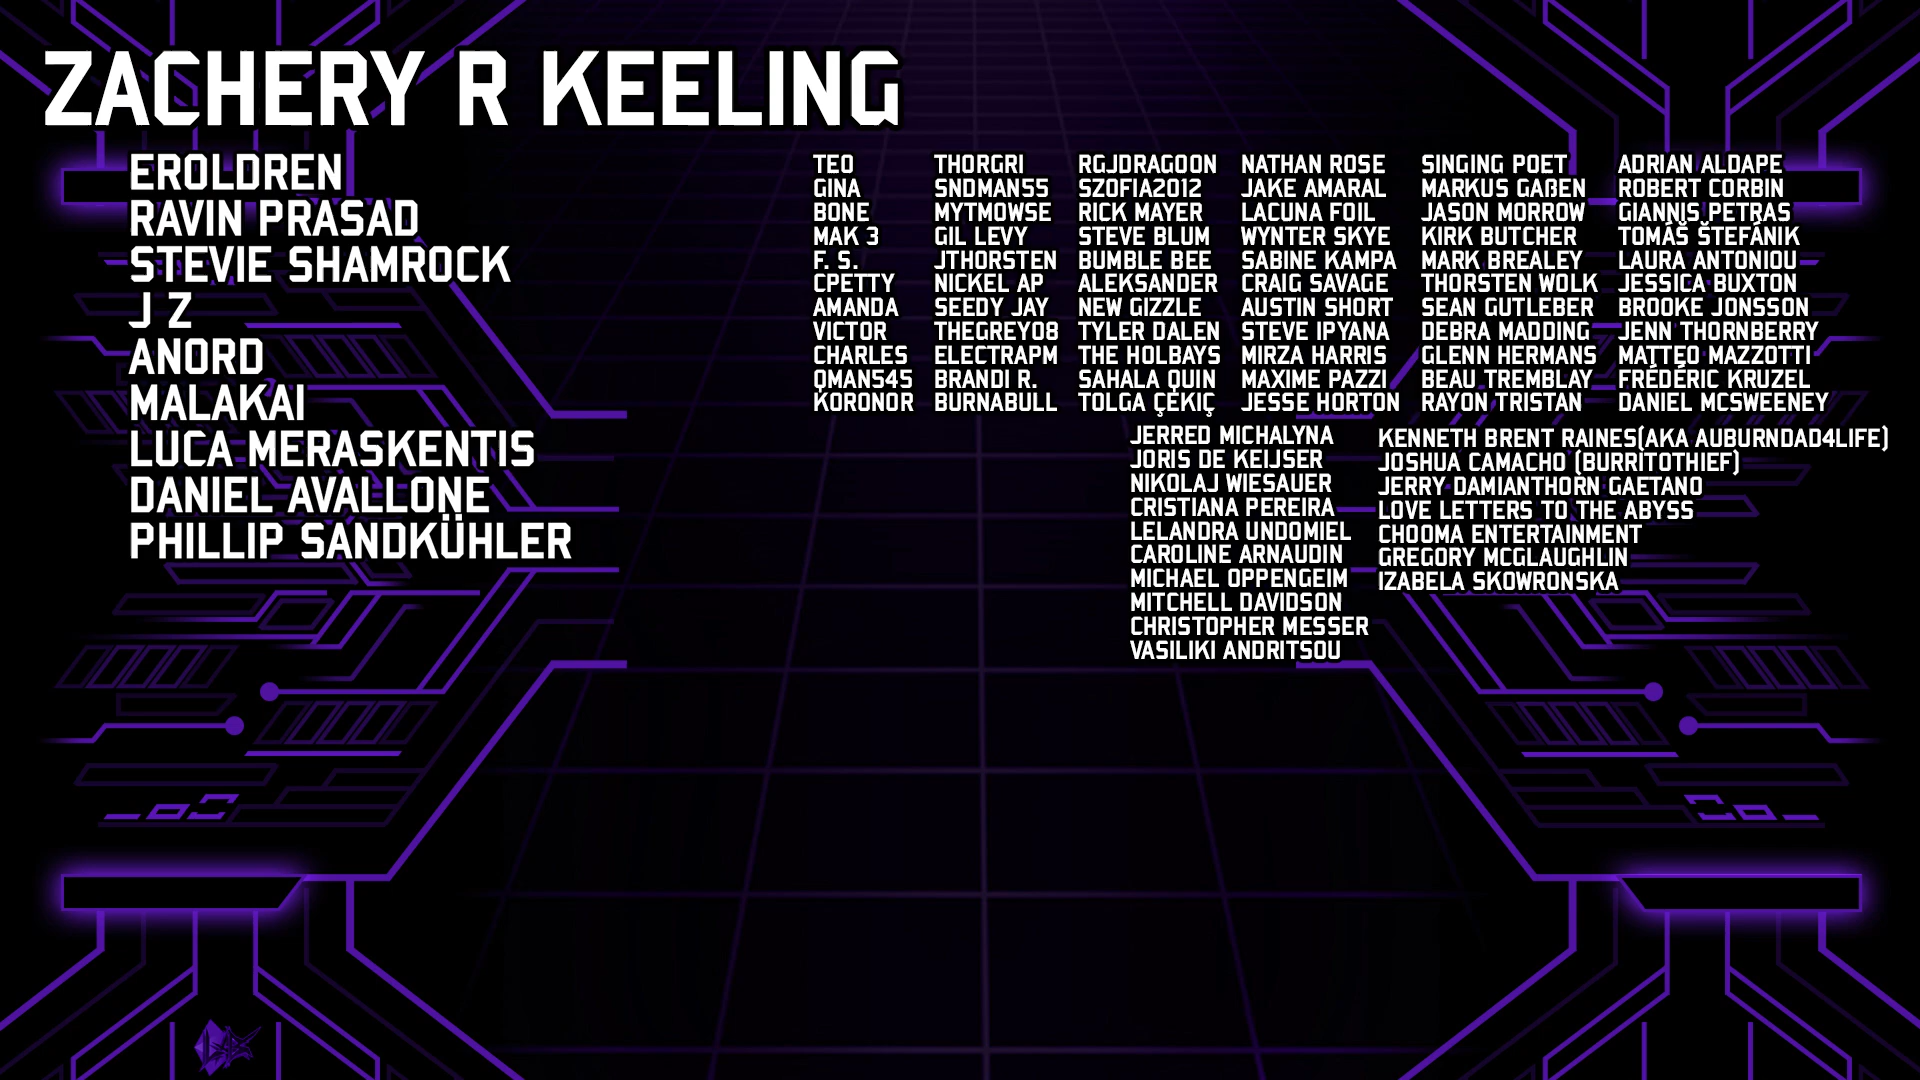 ZACHERY R KEELING
EROLDREN
RAVIN PRASAD
STEVIE SHAMROCK
J Z
ANORD
MALAKAI
LUCA MERASKENTIS
DANIEL AVALLONE
PHILLIP SANDKÜHLER
TEO
GINA
BONE
MAK 3
F. S.
CPETTY
AMANDA
VICTOR
CHARLES
QMAN545
KORONOR
THORGRI
SNDMAN55
MYTMOWSE
GIL LEVY
JTHORSTEN
NICKEL AP
SEEDY JAY
THEGREY08
ELECTRAPM
BRANDI R.
BURNABULL
RGJDRAGOON
SZOFIA2012
RICK MAYER
STEVE BLUM
BUMBLE BEE
ALEKSANDER
NEW GIZZLE
TYLER DALEN
THE HOLBAYS
SAHALA QUIN
TOLGA ÇEKIÇ
NATHAN ROSE
JAKE AMARAL
LACUNA FOIL
WYNTER SKYE
SABINE KAMPA
CRAIG SAVAGE
AUSTIN SHORT
STEVE IPYANA
MIRZA HARRIS
MAXIME PAZZI
JESSE HORTON
SINGING POET
MARKUS GAßEN
JASON MORROW
KIRK BUTCHER
MARK BREALEY
THORSTEN WOLK
SEAN GUTLEBER
DEBRA MADDING
GLENN HERMANS
BEAU TREMBLAY
RAYON TRISTAN
ADRIAN ALDAPE
ROBERT CORBIN
GIANNIS PETRAS
TOMÁŠ ŠTEFÁNIK
LAURA ANTONIOU
JESSICA BUXTON
BROOKE JONSSON
JENN THORNBERRY
MATTEO MAZZOTTI
FRÉDÉRIC KRUZEL
DANIEL MCSWEENEY
JERRED MICHALYNA
JORIS DE KEIJSER
NIKOLAJ WIESAUER
CRISTIANA PEREIRA
LELANDRA UNDOMIEL
CAROLINE ARNAUDIN
MICHAEL OPPENGEIM
MITCHELL DAVIDSON
CHRISTOPHER MESSER
VASILIKI ANDRITSOU
KENNETH BRENT RAINES(AKA AUBURNDAD4LIFE)
JOSHUA CAMACHO (BURRITOTHIEF)
JERRY DAMIANTHORN GAETANO
LOVE LETTERS TO THE ABYSS
CHOOMA ENTERTAINMENT
GREGORY MCGLAUGHLIN
IZABELA SKOWRONSKA